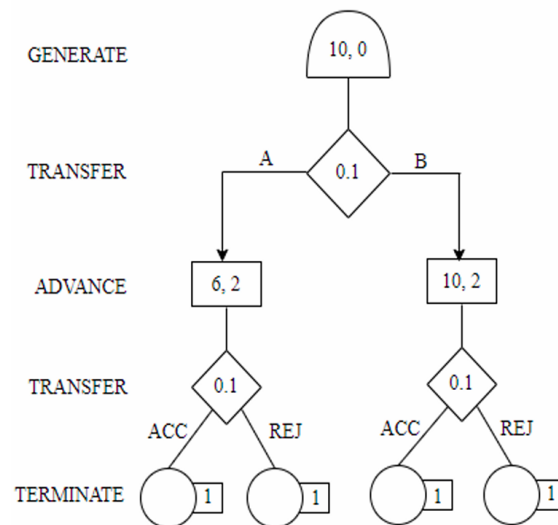 GENERATE 10, 0
A B
TRANSFER 0.1
ADVANCE 6, 2 10, 2
TRANSFER 0.1 0.1
ACC REJ ACC REJ
TERMINATE 1 1 1 1